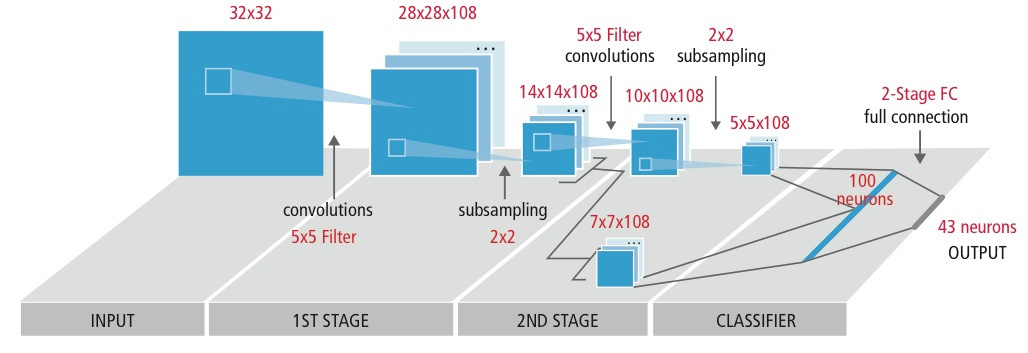 32x32
28x28x108
5x5 Filter
convolutions
2x2
subsampling
14x14x108
10x10x108
5x5x108
2-Stage FC
full connection
convolutions
5x5 Filter
subsampling
2x2
7x7x108
100
neurons
43 neurons
OUTPUT
INPUT
1ST STAGE
2ND STAGE
CLASSIFIER